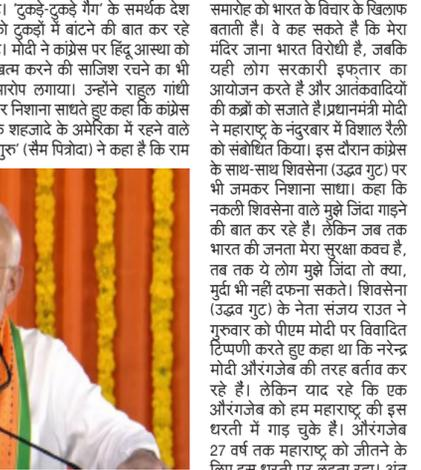 । 'टुकड़े-टुकड़े गैंग' के समर्थक देश
को टुकड़ों में बांटने की बात कर रहे
। मोदी ने कांग्रेस पर हिंदू आस्था को
खत्म करने की साजिश रचने का भी
आरोप लगाया। उन्होंने राहुल गांधी
र निशाना साधते हुए कहा कि कांग्रेस
के शहजादे के अमेरिका में रहने वाले
गुरु' (सैम पित्रोदा) ने कहा है कि राम
समारोह को भारत के विचार के खिलाफ
बताती है। वे कह सकते है कि मेरा
मंदिर जाना भारत विरोधी है, जबकि
यही लोग सरकारी इफ्तार का
आयोजन करते है और आतंकवादियों
की कब्रों को सजाते है।प्रधानमंत्री मोदी
ने महाराष्ट्र के नंदुरबार में विशाल रैली
को संबोधित किया। इस दौरान कांग्रेस
के साथ-साथ शिवसेना (उद्धव गुट) पर
भी जमकर निशाना साधा। कहा कि
नकली शिवसेना वाले मुझे जिंदा गाड़ने
की बात कर रहे है। लेकिन जब तक
भारत की जनता मेरा सुरक्षा कवच है,
तब तक ये लोग मुझे जिंदा तो क्या,
मुर्दा भी नहीं दफना सकते। शिवसेना
(उद्धव गुट) के नेता संजय राउत ने
गुरुवार को पीएम मोदी पर विवादित
टिप्पणी करते हुए कहा था कि नरेन्द्र
मोदी औरंगजेब की तरह बर्ताव कर
रहे हैं। लेकिन याद रहे कि एक
औरंगजेब को हम महाराष्ट्र की इस
धरती में गाड़ चुके है। औरंगजेब
27 वर्ष तक महाराष्ट्र को जीतने के
लिए इस धरती पर लड़ता रहा। अंत